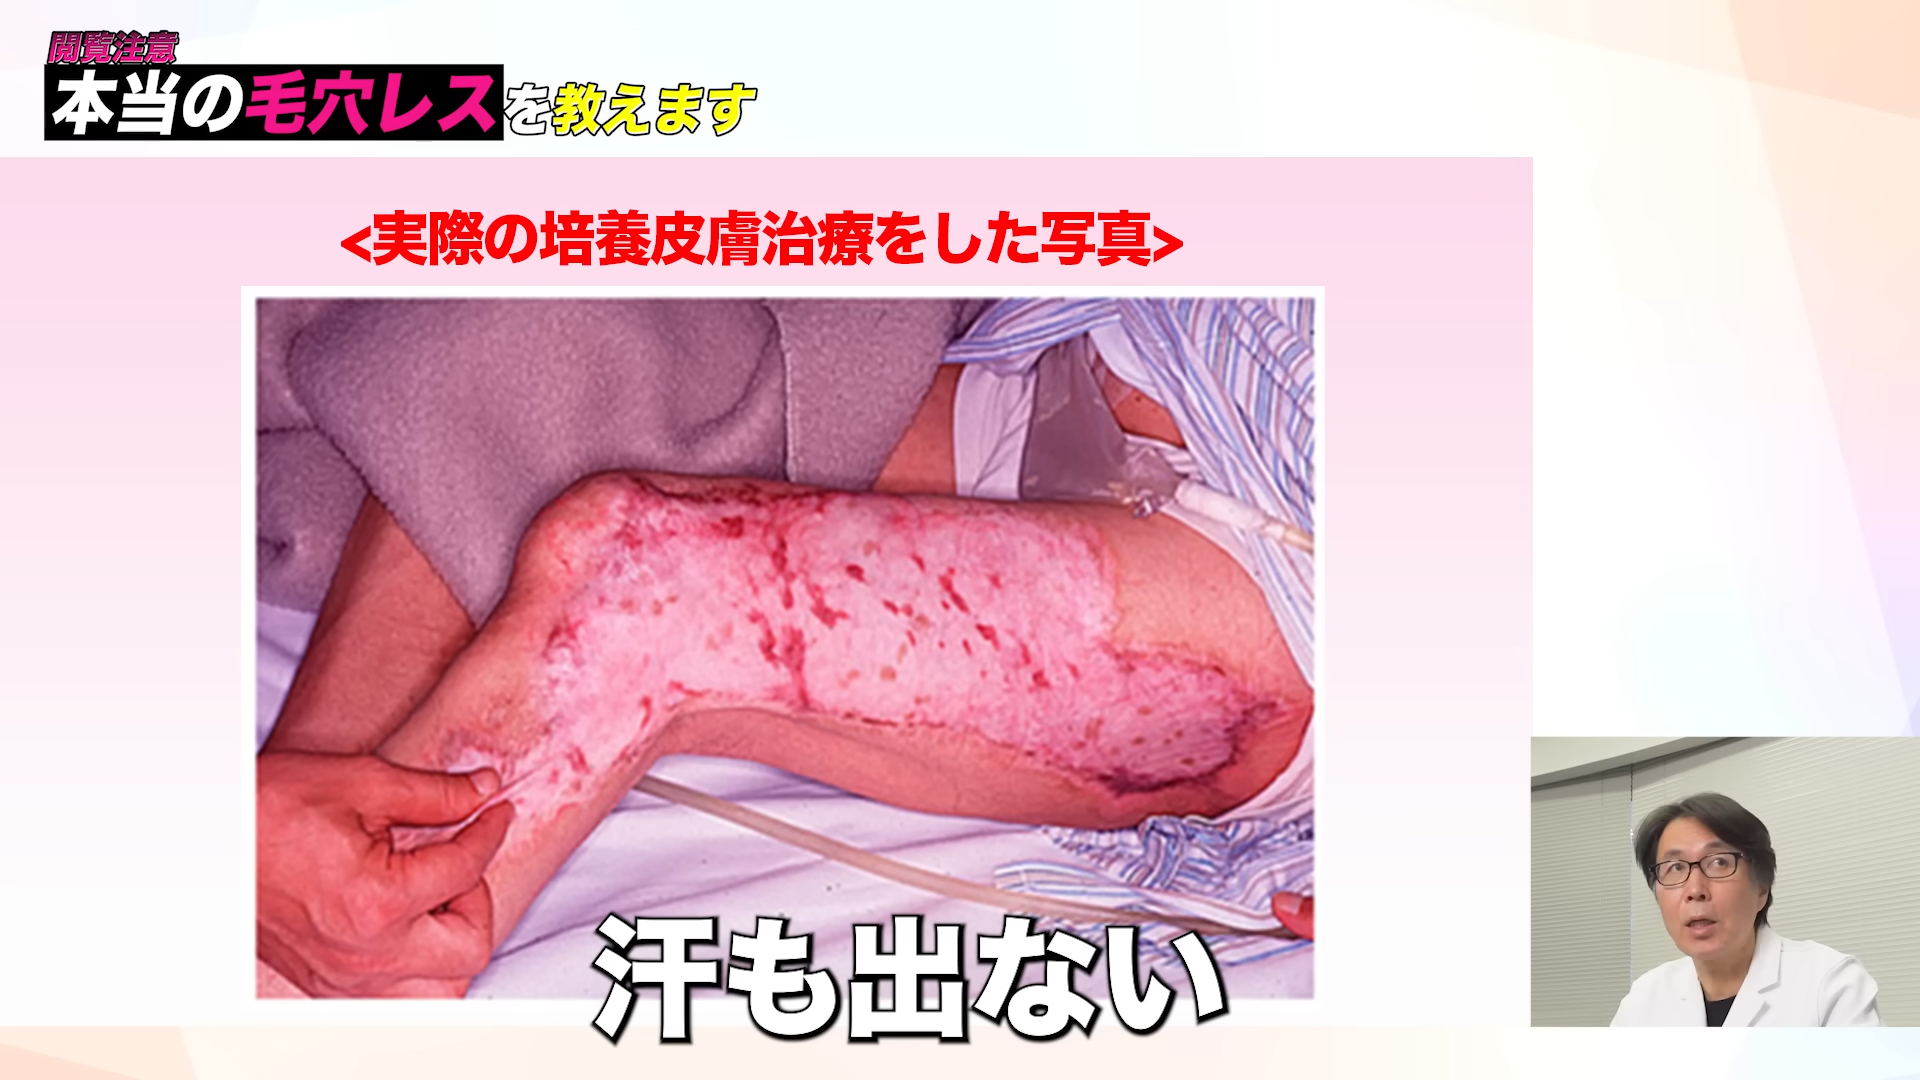 閲覧注意
本当の毛穴レスを教えます
<実際の培養皮膚治療をした写真>
汗も出ない